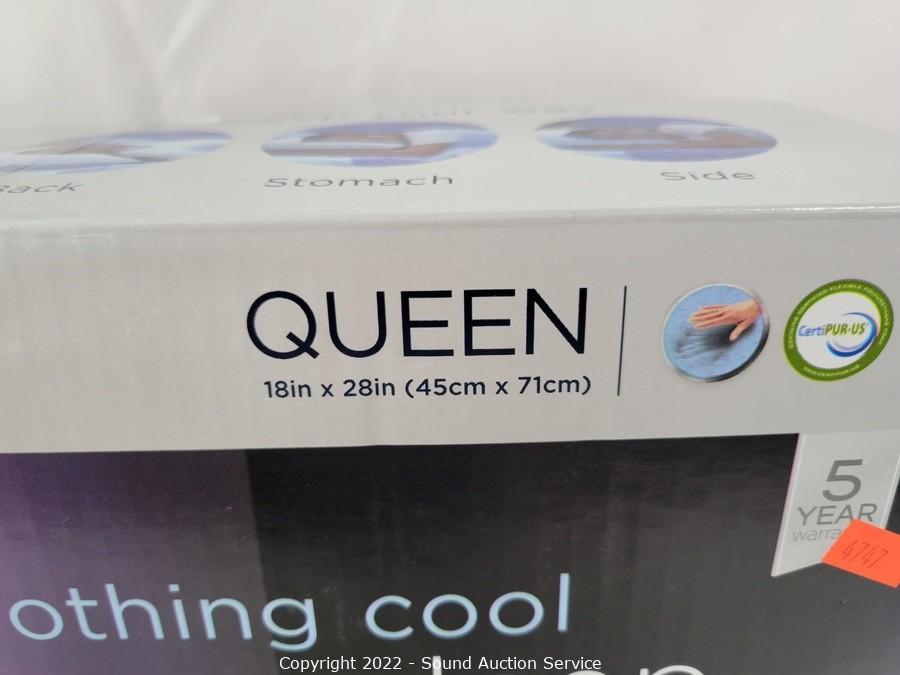 Back
Stomach
Side
QUEEN
18in x 28in (45cm x 71cm)
CertiPUR-US
5
YEAR
4747
othing cool
Copyright 2022 - Sound Auction Service